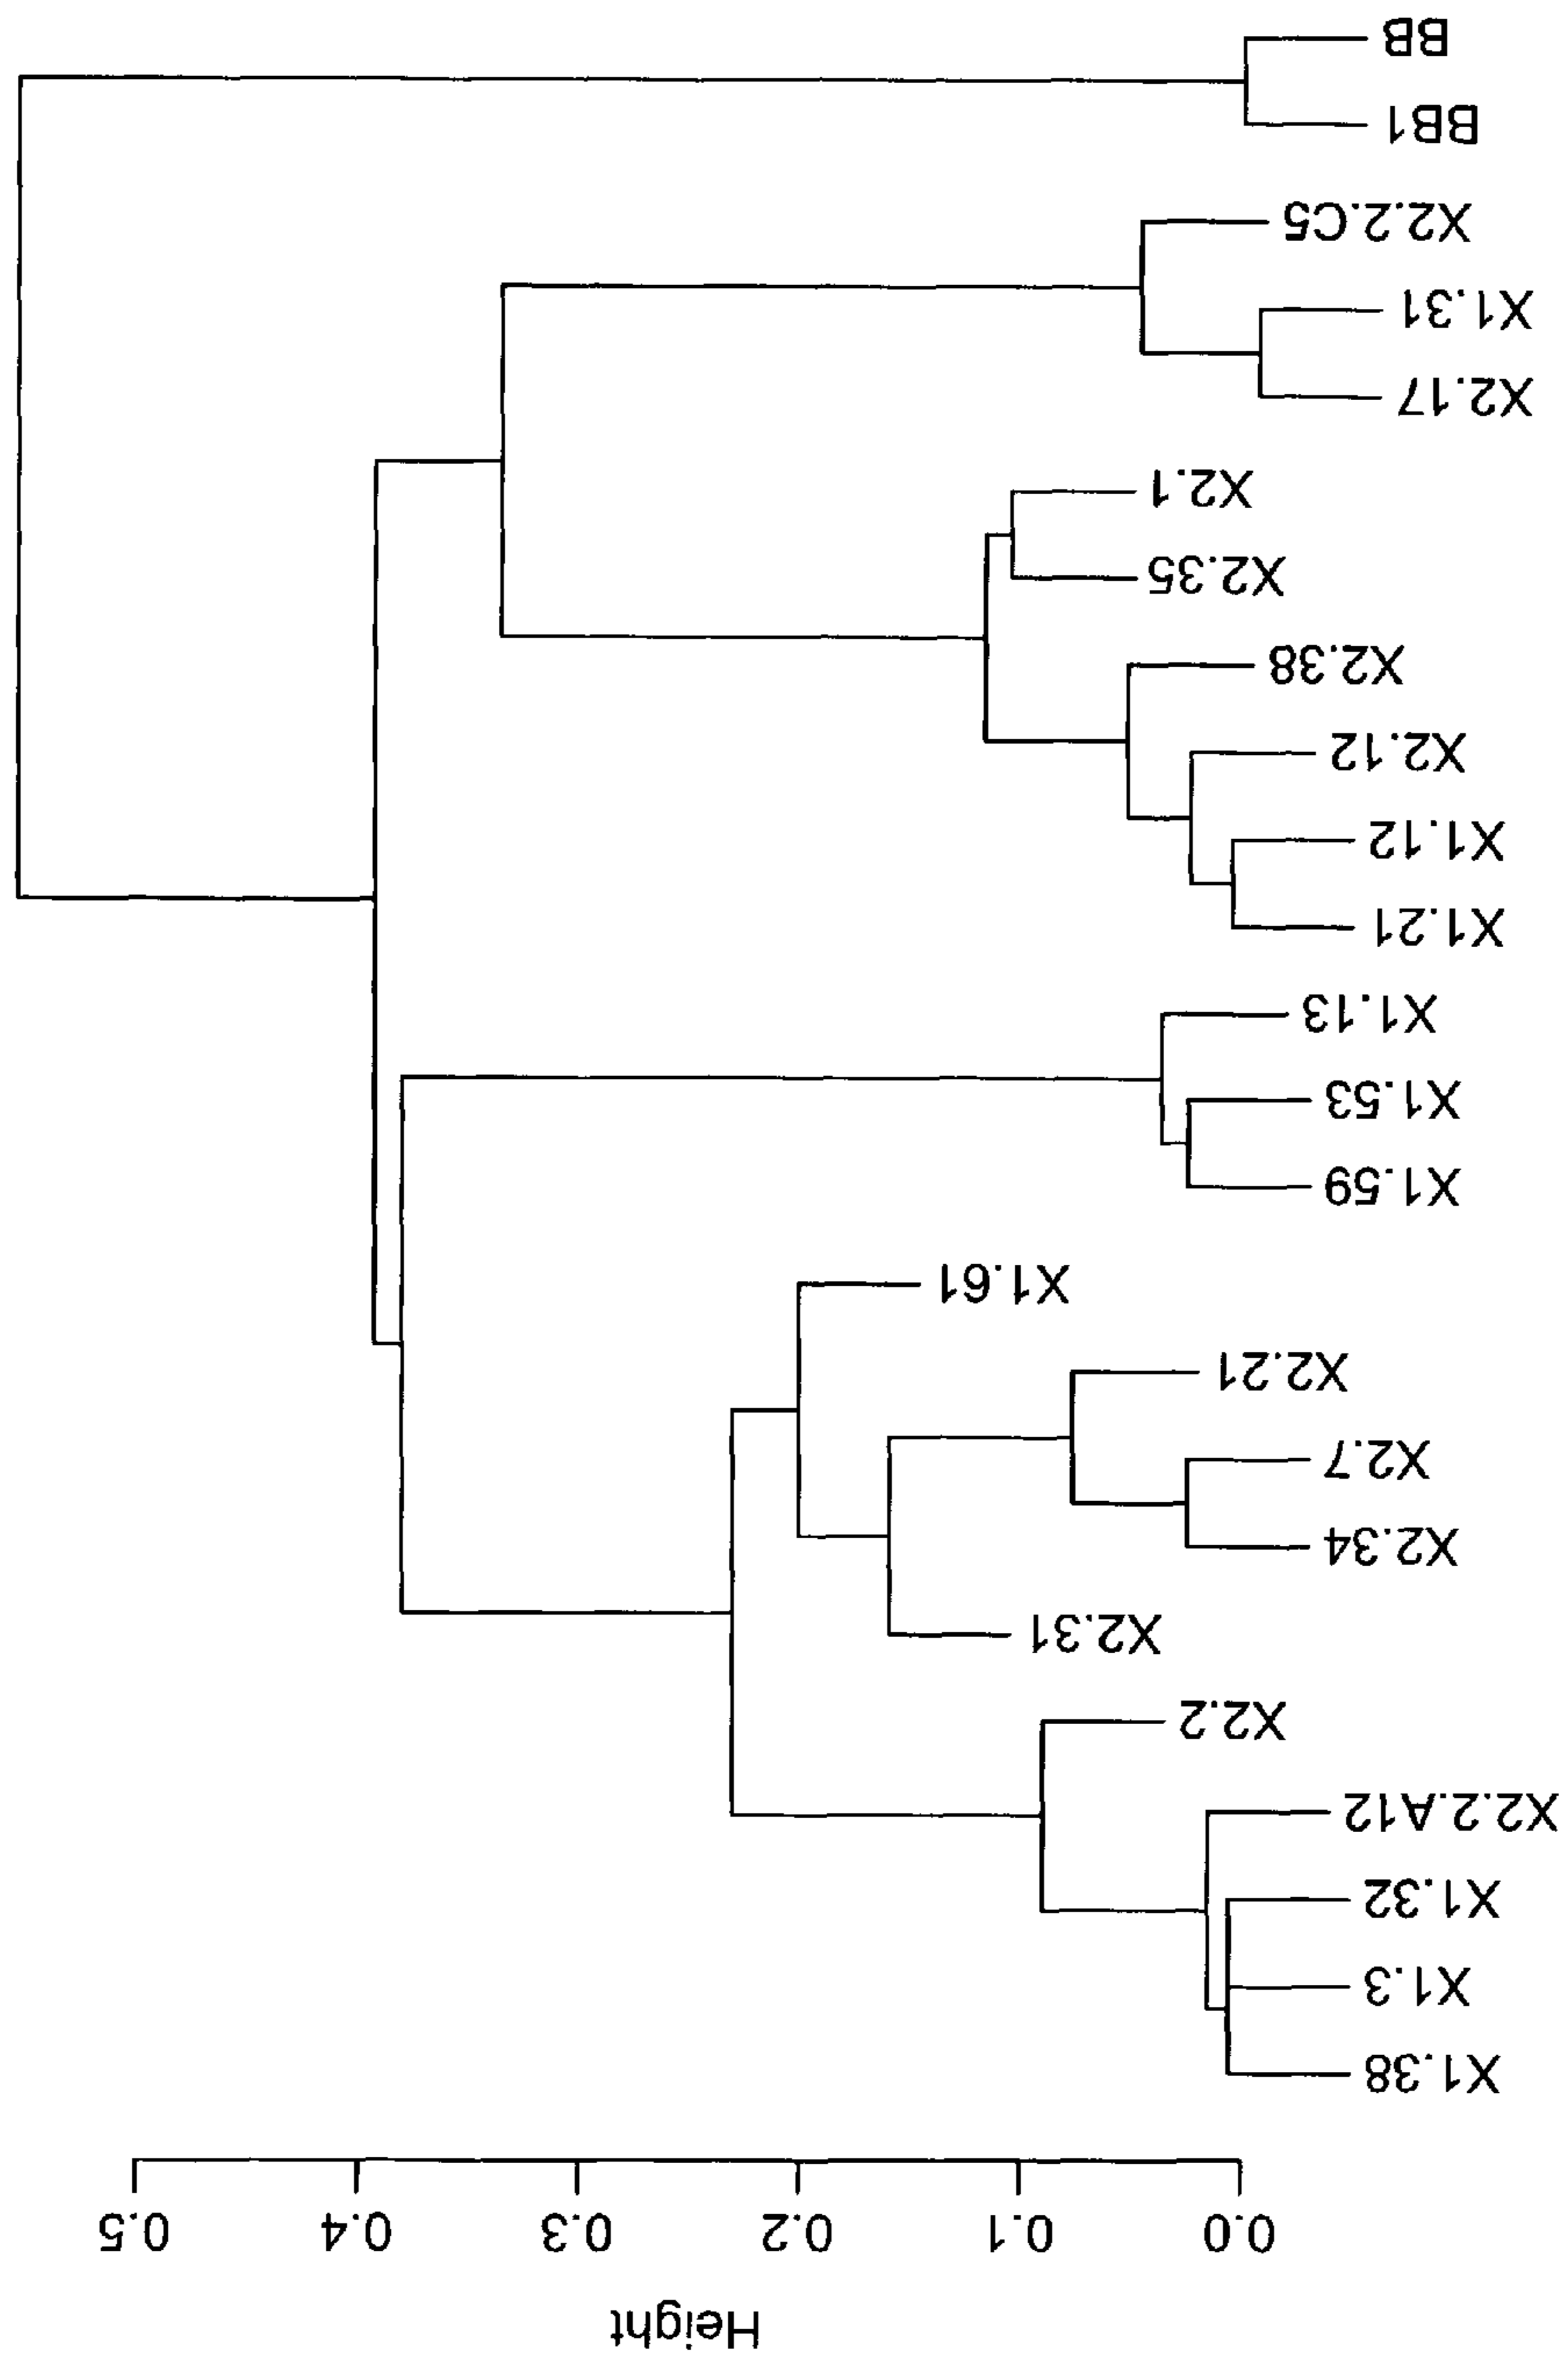 Height
0.0 0.1 0.2 0.3 0.4 0.5
X1.38
X1.3
X1.32
X2.2.A12
X2.2
X2.31
X2.34
X2.7
X2.21
X1.61
X1.59
X1.53
X1.13
X1.21
X1.12
X2.12
X2.38
X2.35
X2.1
X2.17
X1.31
X2.2.C5
BB1
BB